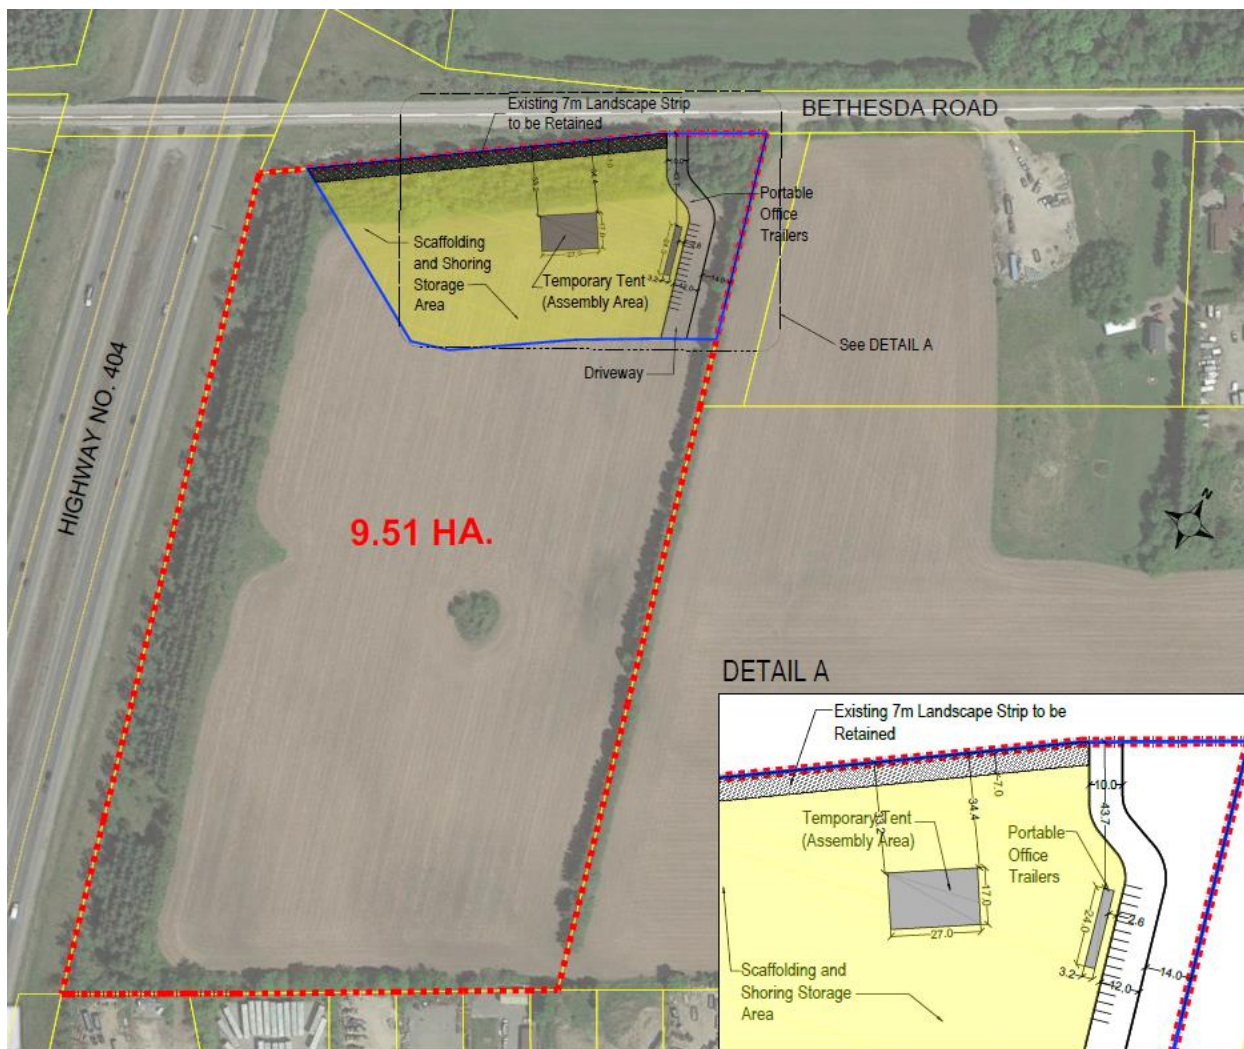 Existing 7m Landscape Strip
to be Retained
BETHESDA ROAD
Portable
Office
Trailers
Scaffolding
and Shoring
Storage
Area
Temporary Tent
(Assembly Area)
See DETAIL A
Driveway
HIGHWAY NO. 404
9.51 HA.
N
DETAIL A
Existing 7m Landscape Strip to be
Retained
7.0
10.0
34.4
33.2
43.7
Temporary Tent
(Assembly Area)
Portable
Office
Trailers
17.0
27.0
24.0
2.6
3.2
14.0
12.0
Scaffolding and
Shoring Storage
Area